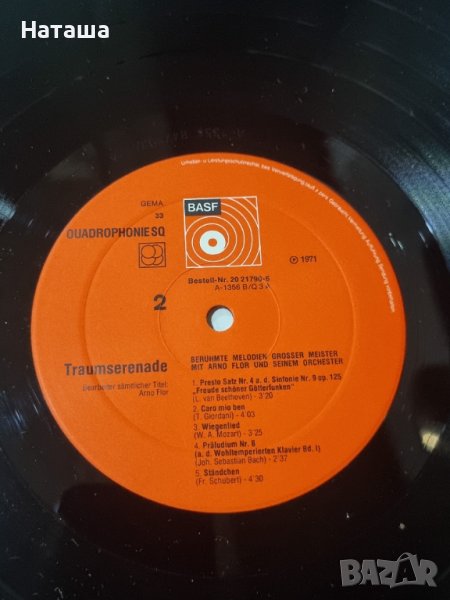 Наташа
Urheber- u. Leistungsschutzrechte
GEMA
33
QUADROPHONIE SQ
BASF
Bestell-Nr. 20 21790-6
A-1356 B/Q 3 A
℗ 1971
2
Traumserenade
Bearbeiter sämtlicher Titel:
Arno Flor
BERÜHMTE MELODIEN GROSSER MEISTER
MIT ARNO FLOR UND SEINEM ORCHESTER
1. Presto Satz Nr. 4 a. d. Sinfonie Nr. 9 op. 125
"Freude schöner Götterfunken"
(L. van Beethoven) - 3'20
2. Caro mio ben
(T. Giordani) - 4'03
3. Wiegenlied
(W. A. Mozart) - 3'25
4. Präludium Nr. 8
(a. d. Wohltemperierten Klavier Bd. I)
(Joh. Sebastian Bach) - 2'37
5. Ständchen
(Fr. Schubert) - 4'30
BAZAR